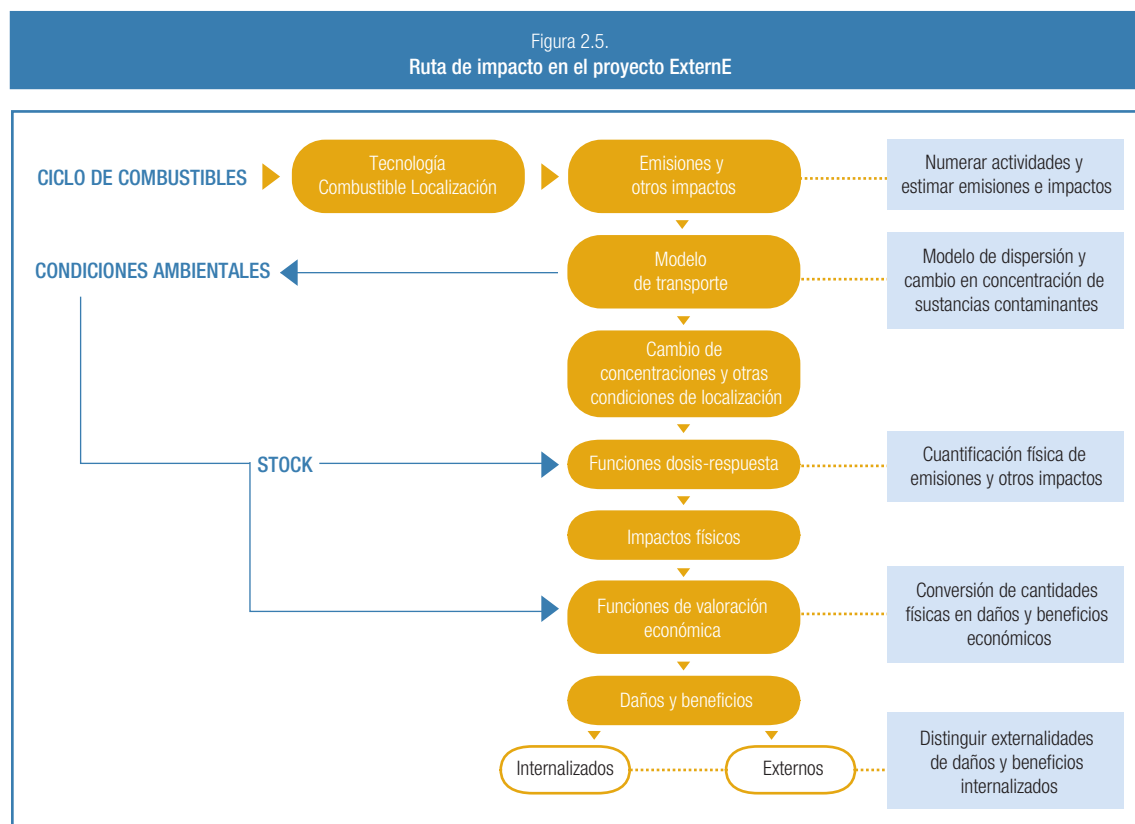 Figura 2.5.
Ruta de impacto en el proyecto ExternE
CICLO DE COMBUSTIBLES
Tecnología
Combustible Localización
Emisiones y
otros impactos
Numerar actividades y
estimar emisiones e impactos
CONDICIONES AMBIENTALES
Modelo
de transporte
Modelo de dispersión y
cambio en concentración de
sustancias contaminantes
Cambio de
concentraciones y otras
condiciones de localización
STOCK
Funciones dosis-respuesta
Cuantificación física de
emisiones y otros impactos
Impactos físicos
Funciones de valoración
económica
Conversión de cantidades
físicas en daños y beneficios
económicos
Daños y beneficios
Internalizados
Externos
Distinguir externalidades
de daños y beneficios
internalizados